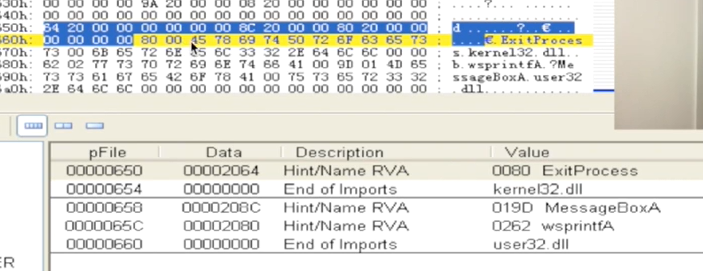 630h: 00 00 00 00 9A 20 00 00 08 20 00 00 00 00 00 00
640h: 00 00 00 00 00 00 00 00 00 00 00 00 00 00 00 00
650h: 64 20 00 00 00 00 00 00 8C 20 00 00 80 20 00 00 d
660h: 00 00 00 00 80 00 45 78 69 74 50 72 6F 63 65 73 ....€.ExitProces
670h: 73 00 6B 65 72 6E 65 6C 33 32 2E 64 6C 6C 00 00 s.kernel32.dll..
680h: 62 02 77 73 70 72 69 6E 74 66 41 00 9D 01 4D 65 b.wsprintfA.?Me
690h: 73 73 61 67 65 42 6F 78 41 00 75 73 65 72 33 32 ssageBoxA.user32
6a0h: 2E 64 6C 6C 00 00 00 00 00 00 00 00 00 00 00 00 .dll
pFile Data Description Value
00000650 00002064 Hint/Name RVA 0080 ExitProcess
00000654 00000000 End of Imports kernel32.dll
00000658 0000208C Hint/Name RVA 019D MessageBoxA
0000065C 00002080 Hint/Name RVA 0262 wsprintfA
00000660 00000000 End of Imports user32.dll
ER